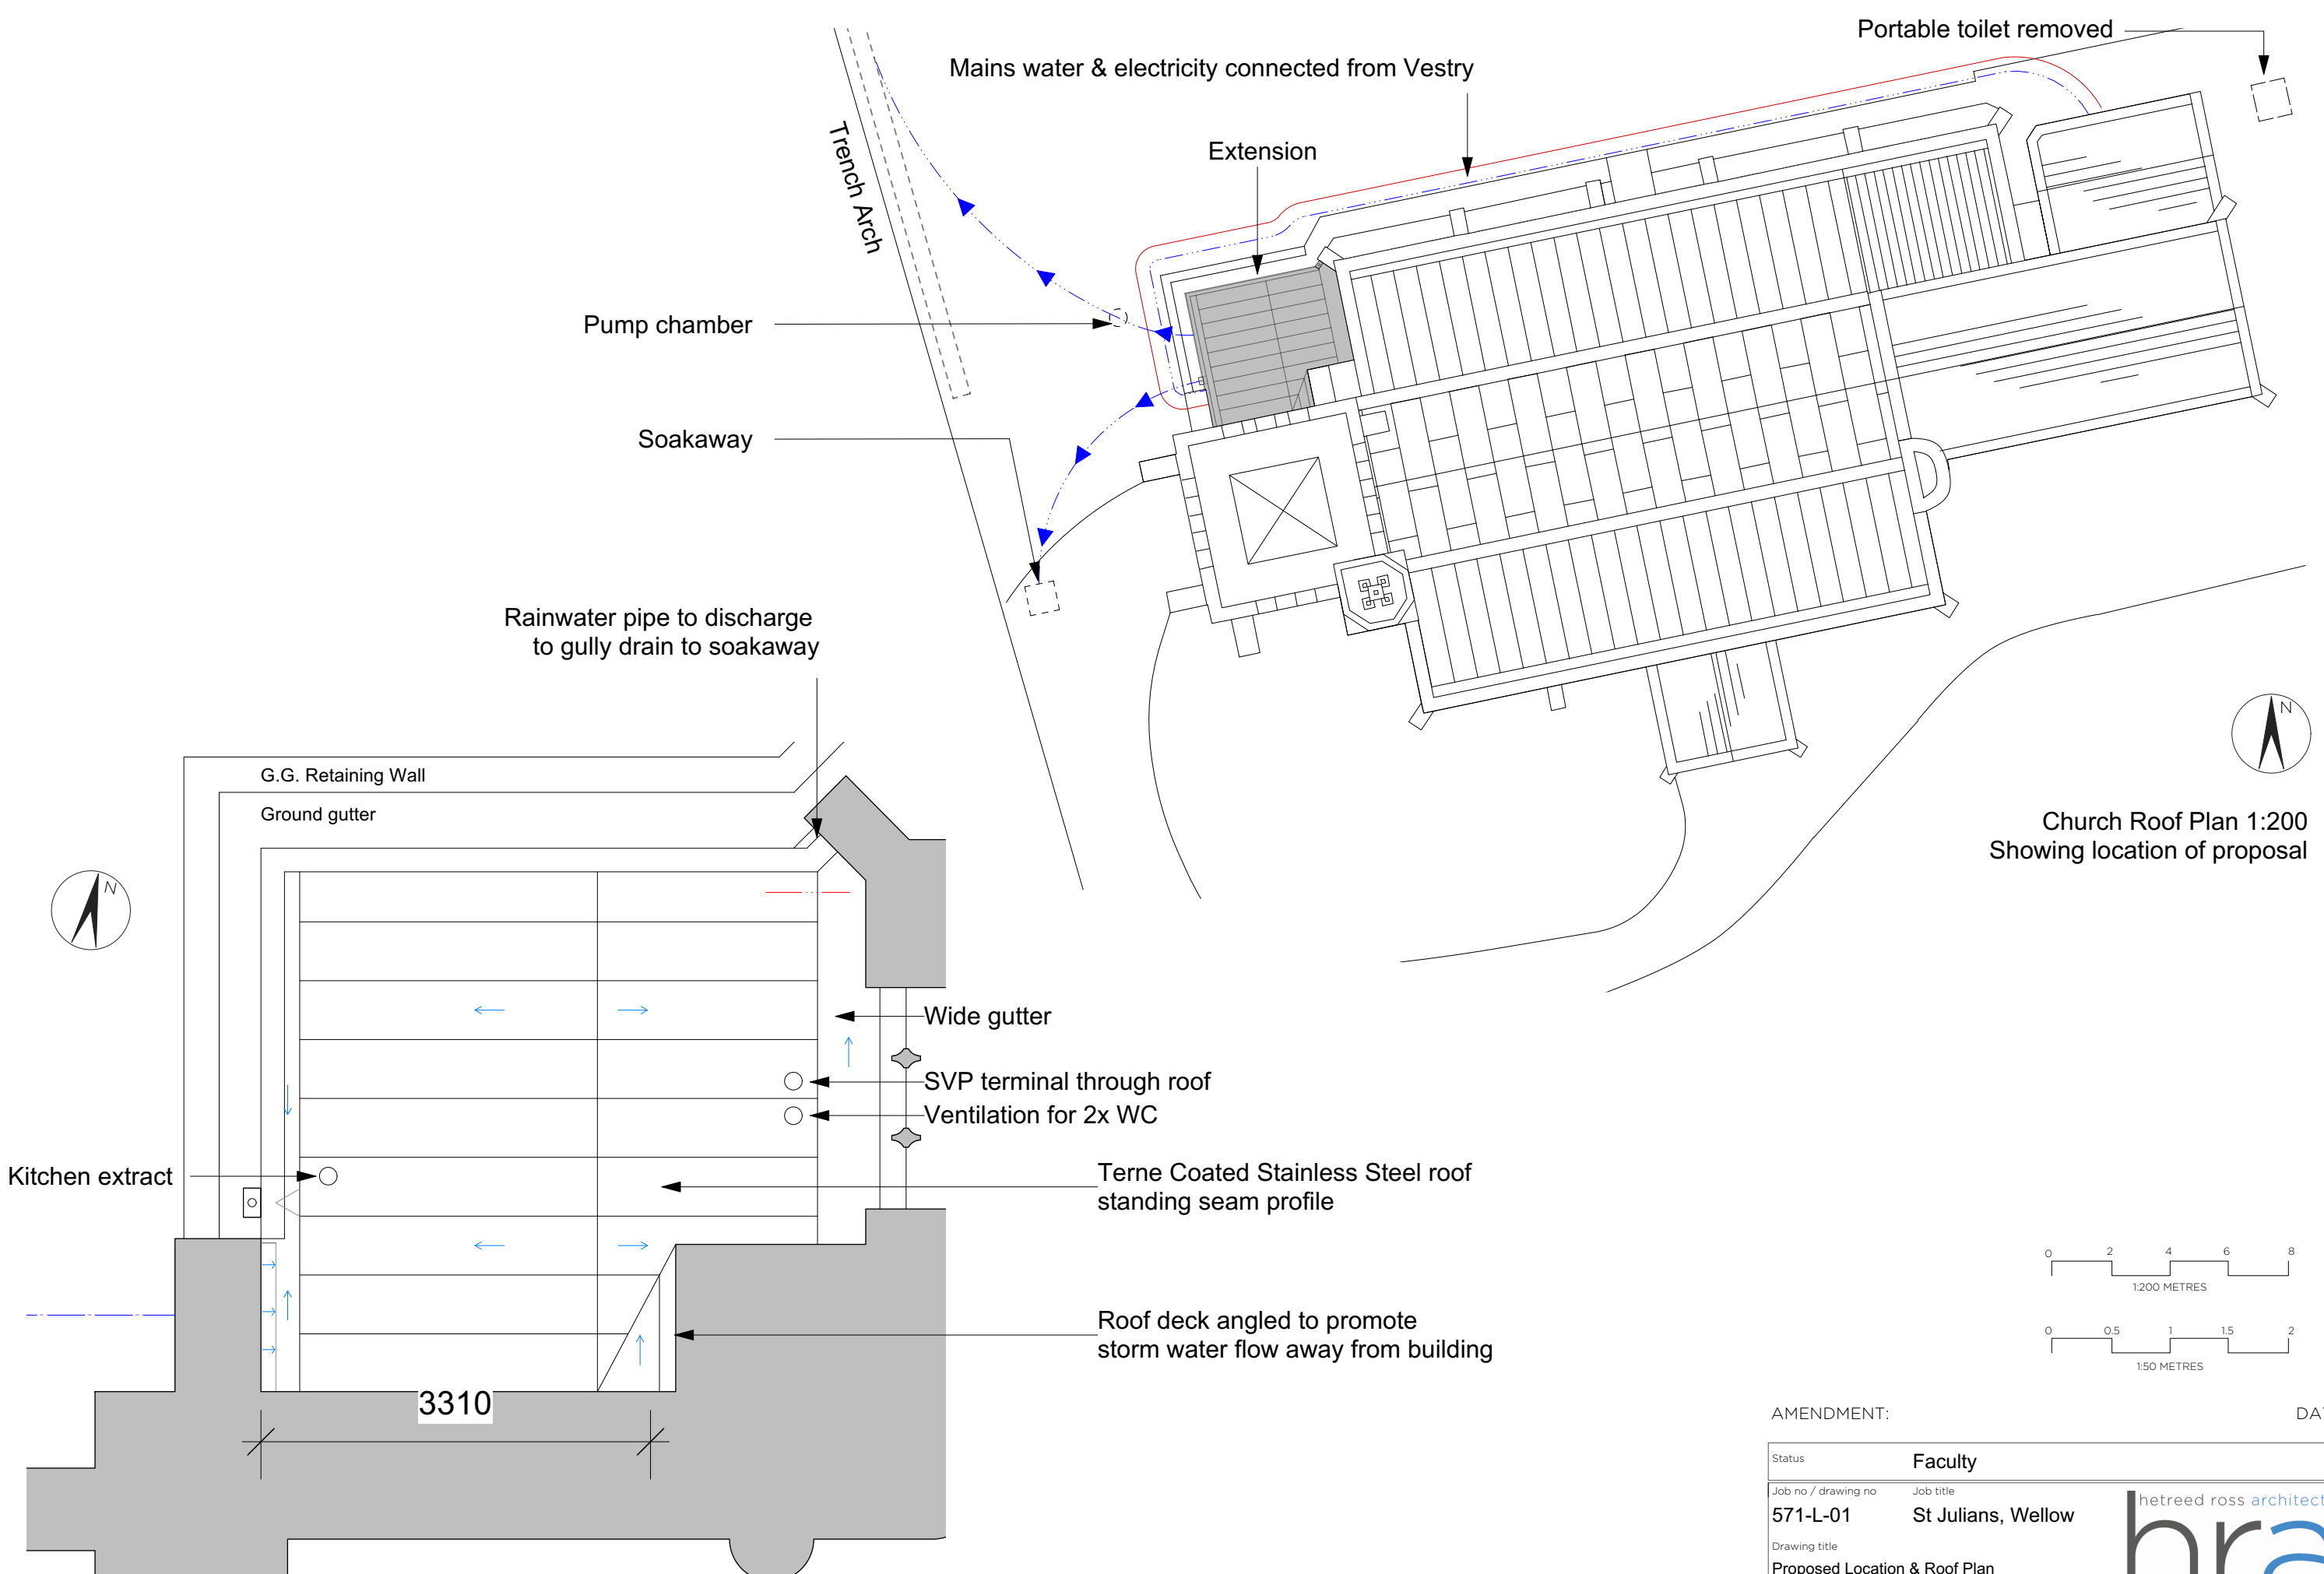 Portable toilet removed
Mains water & electricity connected from Vestry
Extension
Trench Arch
Pump chamber
Soakaway
Rainwater pipe to discharge
to gully drain to soakaway
N
Church Roof Plan 1:200
Showing location of proposal
G.G. Retaining Wall
Ground gutter
N
Wide gutter
SVP terminal through roof
Ventilation for 2x WC
Kitchen extract
Terne Coated Stainless Steel roof
standing seam profile
Roof deck angled to promote
storm water flow away from building
3310
0 2 4 6 8
1:200 METRES
0 0.5 1 1.5 2
1:50 METRES
AMENDMENT:
Status Faculty
Job no / drawing no Job title
571-L-01 St Julians, Wellow
hetreed ross architect
hra
Drawing title
Proposed Location & Roof Plan